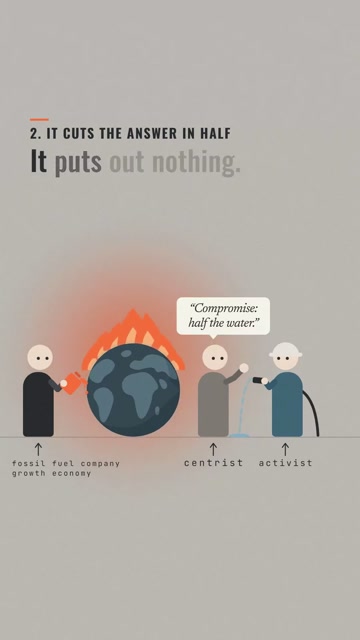 2. IT CUTS THE ANSWER IN HALF
It puts out nothing.
“Compromise:
half the water.”
fossil fuel company
growth economy
centrist
activist